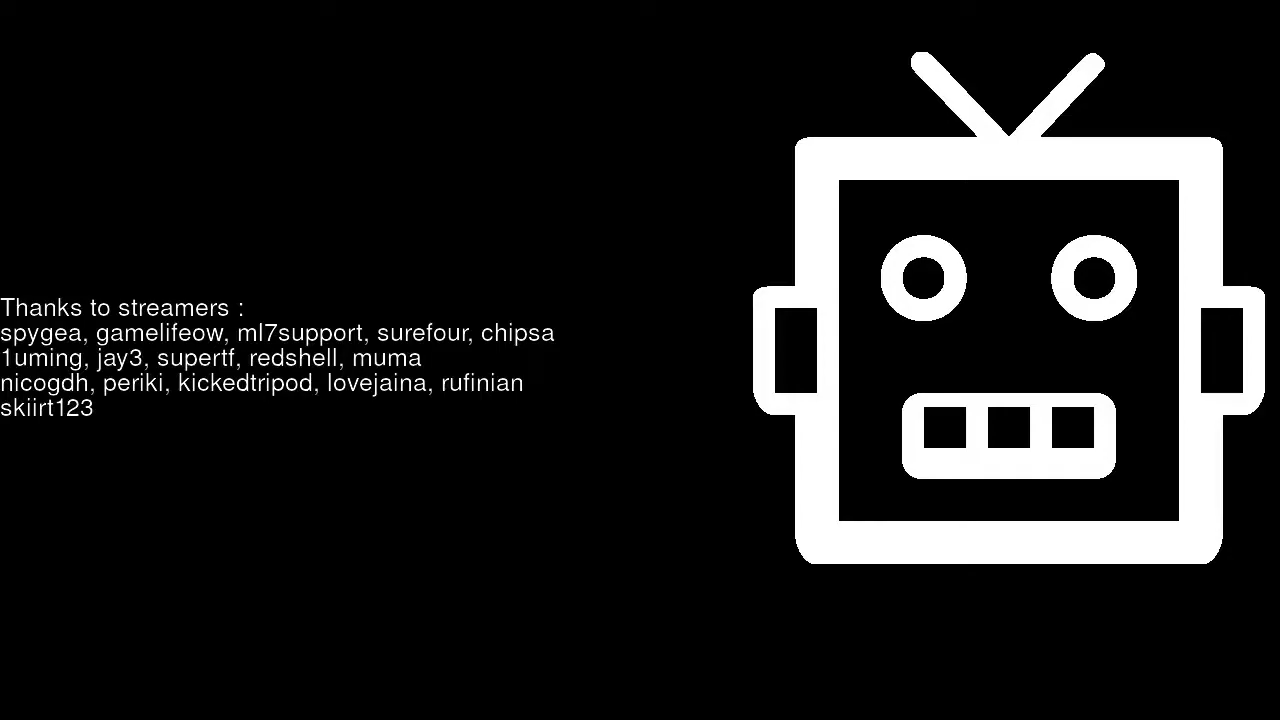 Thanks to streamers :
spygea, gamelifeow, ml7support, surefour, chipsa
1uming, jay3, supertf, redshell, muma
nicogdh, periki, kickedtripod, lovejaina, rufinian
skiirt123